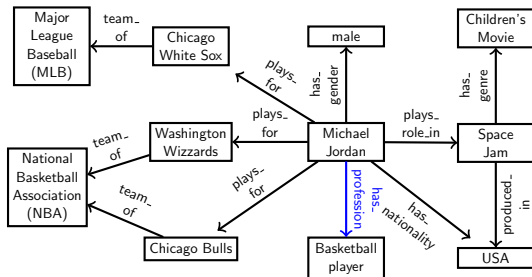 Major
League
Baseball
(MLB)
team_
of
Chicago
White Sox
plays_
for
male
has_
gender
Children's
Movie
has_
genre
National
Basketball
Association
(NBA)
team_
of
Washington
Wizzards
plays_
for
Michael
Jordan
plays_
role_in
Space
Jam
team_
of
Chicago Bulls
plays_
for
has_
profession
Basketball
player
has_
nationality
produced_
in
USA